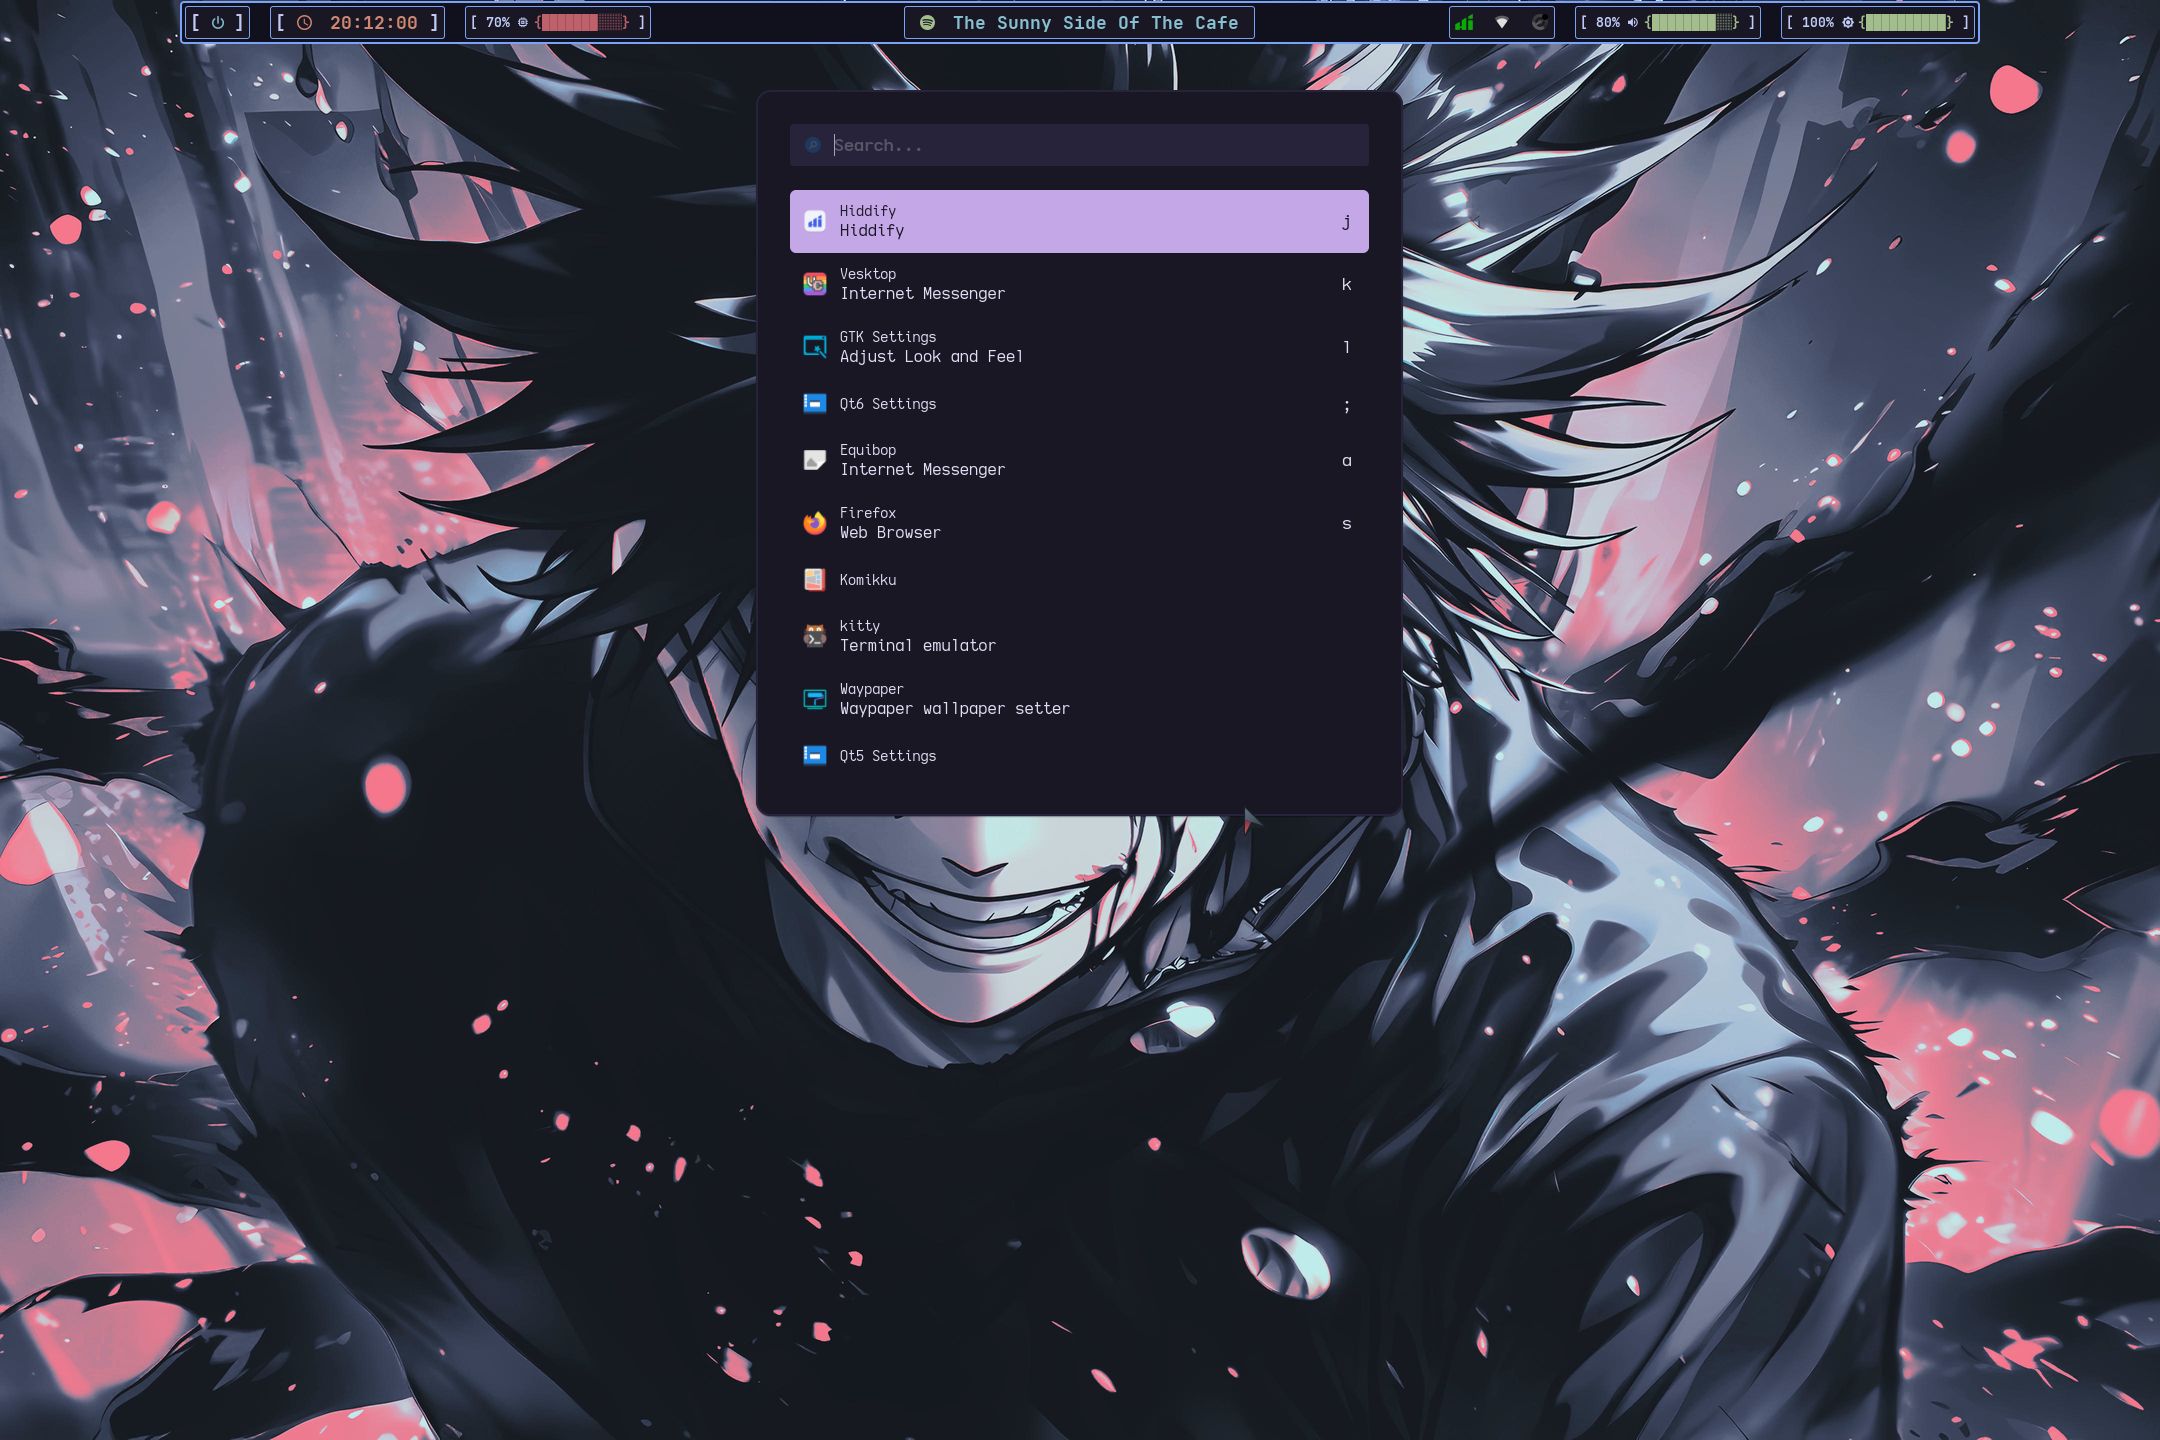 [ ]
[ 20:12:00 ]
[ 70% { } ]
The Sunny Side Of The Cafe
[ 80% { } ]
[ 100% { } ]
Search...
Hiddify
Hiddify
j
Vesktop
Internet Messenger
k
GTK Settings
Adjust Look and Feel
l
Qt6 Settings
;
Equibop
Internet Messenger
a
Firefox
Web Browser
s
Komikku
kitty
Terminal emulator
Waypaper
Waypaper wallpaper setter
Qt5 Settings